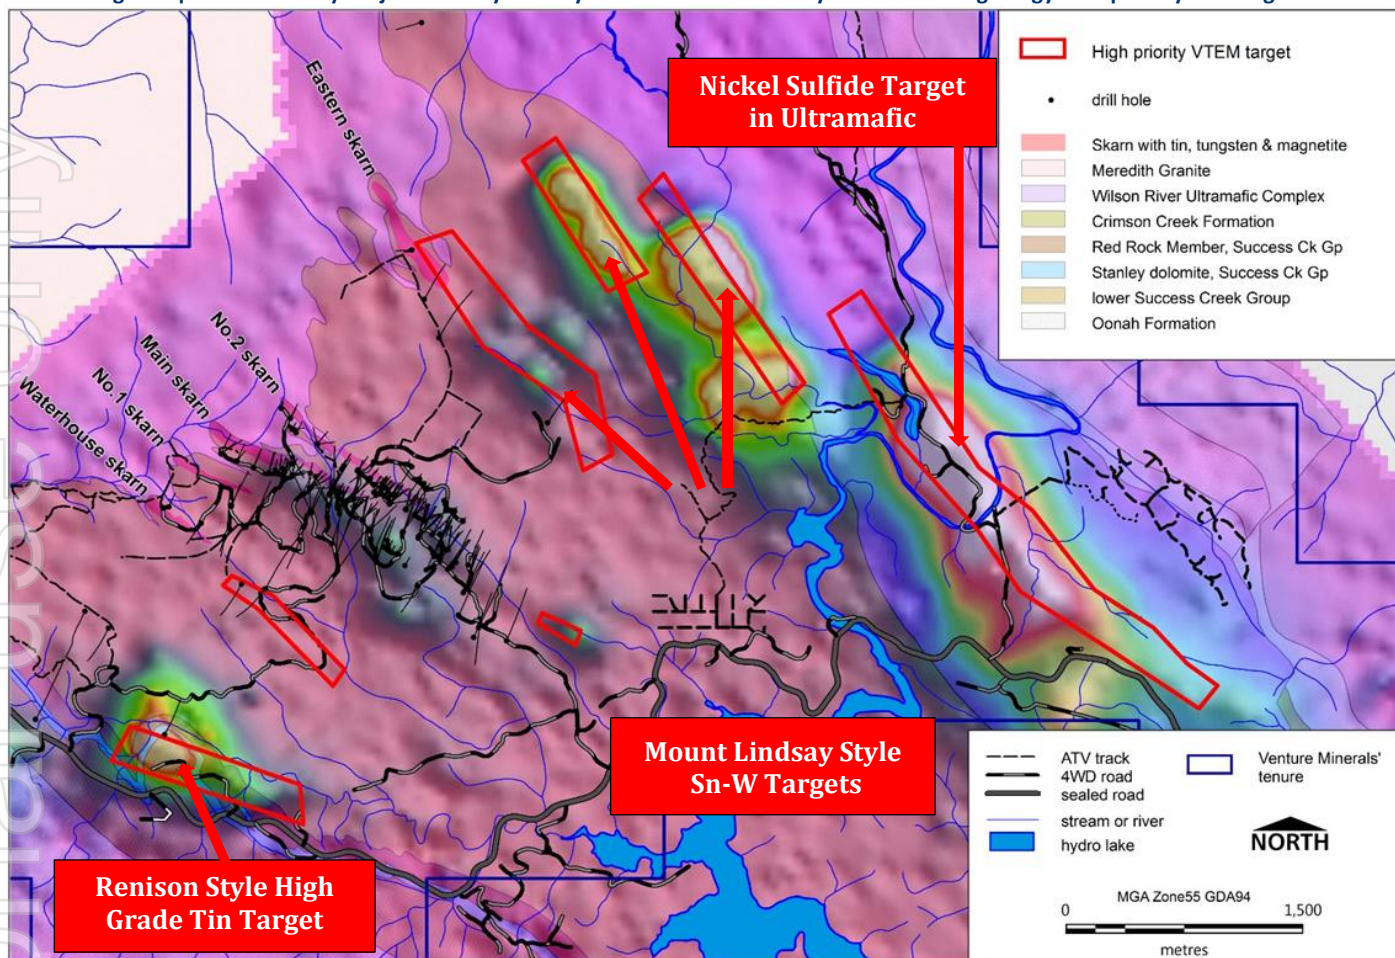 High priority VTEM target
drill hole
Skarn with tin, tungsten & magnetite
Meredith Granite
Wilson River Ultramafic Complex
Crimson Creek Formation
Red Rock Member, Success Ck Gp
Stanley dolomite, Success Ck Gp
lower Success Creek Group
Oonah Formation
Nickel Sulfide Target
in Ultramafic
Eastern skarn
No.2 skarn
Main skarn
No.1 skarn
Waterhouse skarn
Mount Lindsay Style
Sn-W Targets
Renison Style High
Grade Tin Target
ATV track
4WD road
sealed road
stream or river
hydro lake
Venture Minerals'
tenure
NORTH
MGA Zone55 GDA94
0 1,500
metres